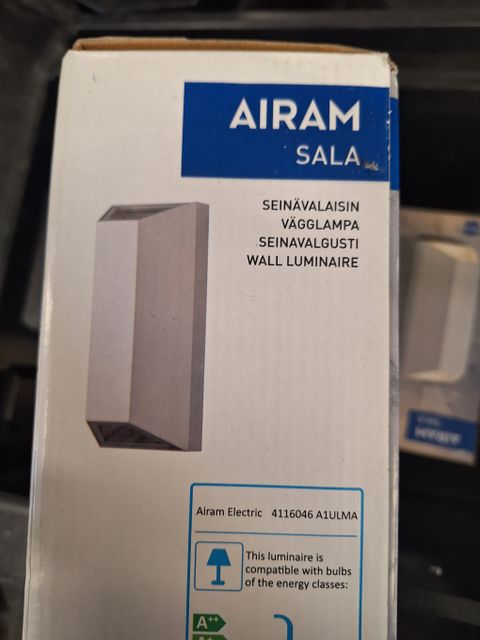 AIRAM
SALA
SEINÄVALAISIN
VÄGGLAMPA
SEINAVALGUSTI
WALL LUMINAIRE
Airam Electric 4116046 A1ULMA
This luminaire is
compatible with bulbs
of the energy classes:
A++
A+
AIRAM